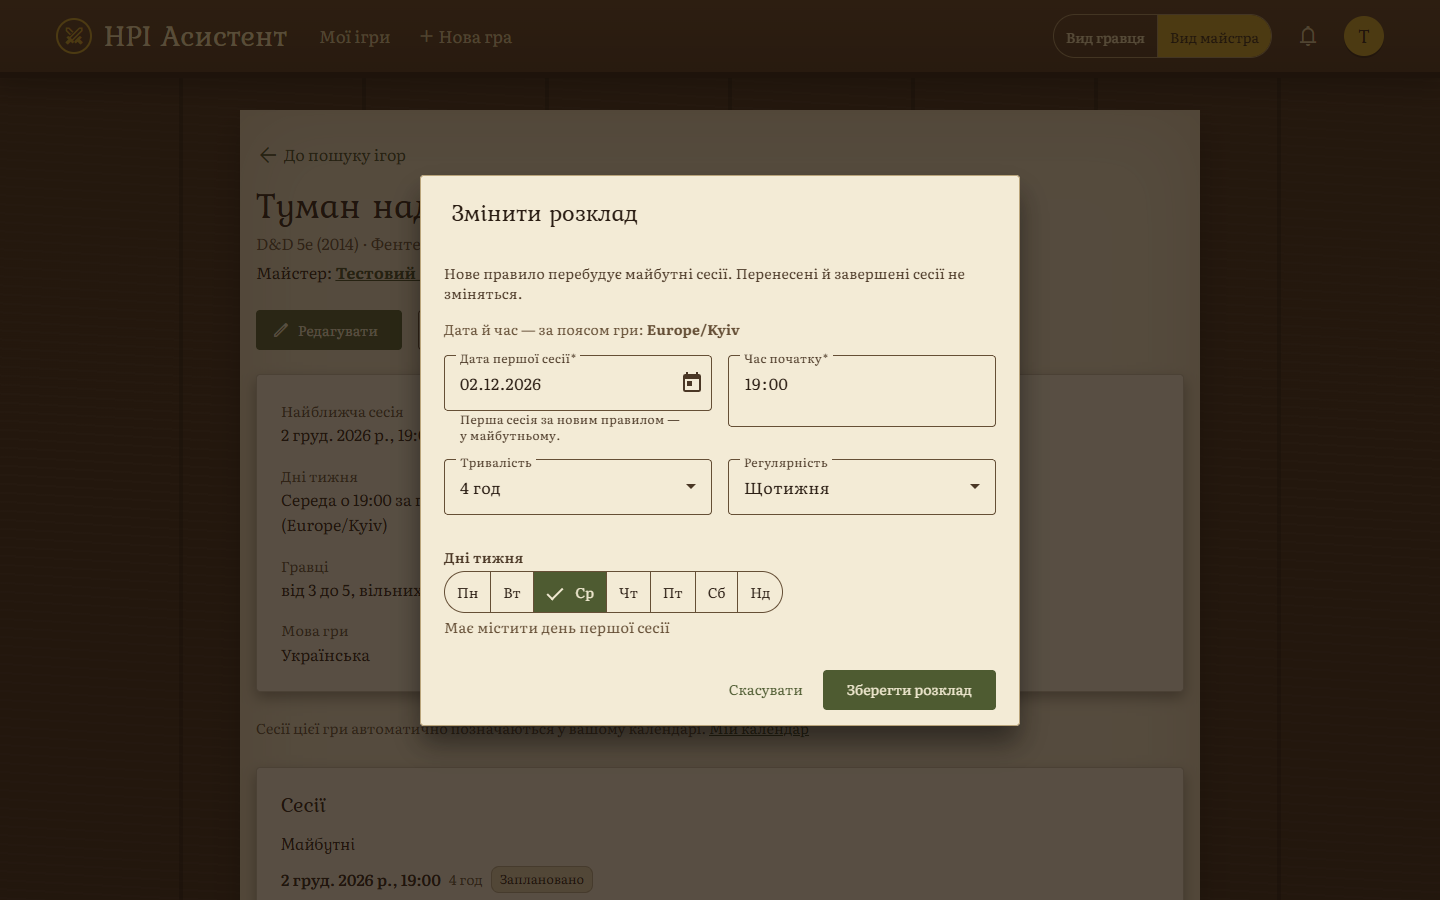 НРІ Асистент
Мої ігри
Нова гра
Вид гравця
Вид майстра
Т
До пошуку ігор
Туман
D&D 5e (2014) · Фенте
Майстер: Тестовий
Редагувати
Найближча сесія
2 груд. 2026 р., 19:0
Дні тижня
Середа о 19:00 за
(Europe/Kyiv)
Гравці
від 3 до 5, вільних
Мова гри
Українська
Змінити розклад
Нове правило перебудує майбутні сесії. Перенесені й завершені сесії не
зміняться.
Дата й час — за поясом гри: Europe/Kyiv
Дата першої сесії*
02.12.2026
Час початку*
19:00
Перша сесія за новим правилом —
у майбутньому.
Тривалість
4 год
Регулярність
Щотижня
Дні тижня
Пн Вт Ср Чт Пт Сб Нд
Має містити день першої сесії
Скасувати
Зберегти розклад
Сесії цієї гри автоматично позначаються у вашому календарі. Мій календар
Сесії
Майбутні
2 груд. 2026 р., 19:00 4 год Заплановано